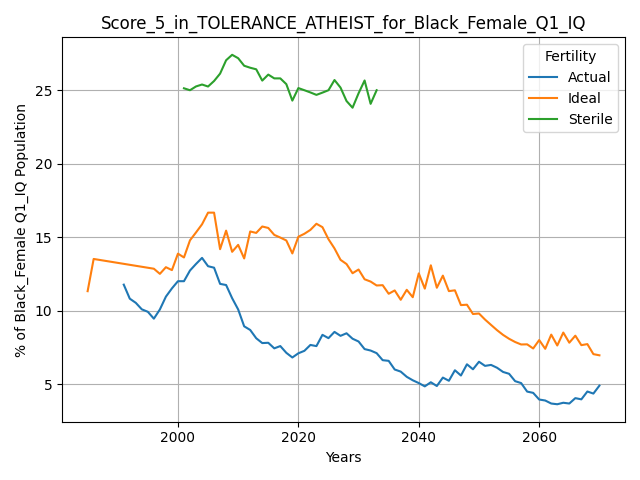 Score_5_in_TOLERANCE_ATHEIST_for_Black_Female_Q1_IQ
% of Black_Female Q1_IQ Population
25
20
15
10
5
Fertility
Actual
Ideal
Sterile
2000
2020
2040
2060
Years